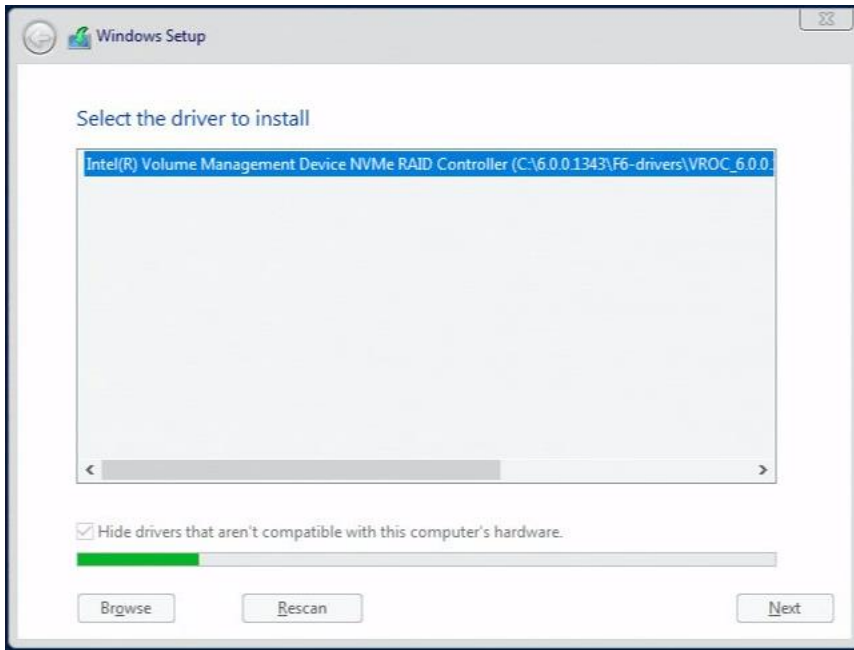 Windows Setup
Select the driver to install
Intel(R) Volume Management Device NVMe RAID Controller (C:\6.0.0.1343\F6-drivers\VROC_6.0.0.
Hide drivers that aren't compatible with this computer's hardware.
Browse Rescan Next